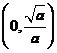 (0, √a/a)